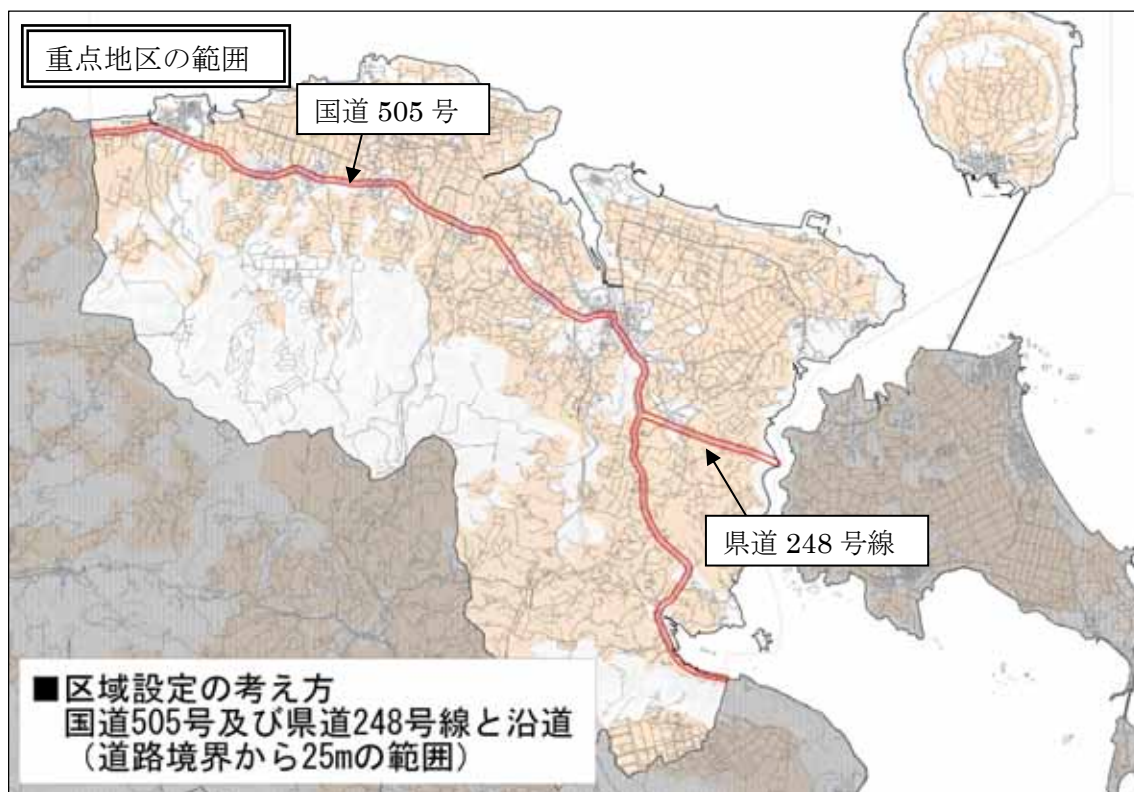 重点地区の範囲
国道 505 号
県道 248 号線
■区域設定の考え方
国道505号及び県道248号線と沿道
（道路境界から25mの範囲）